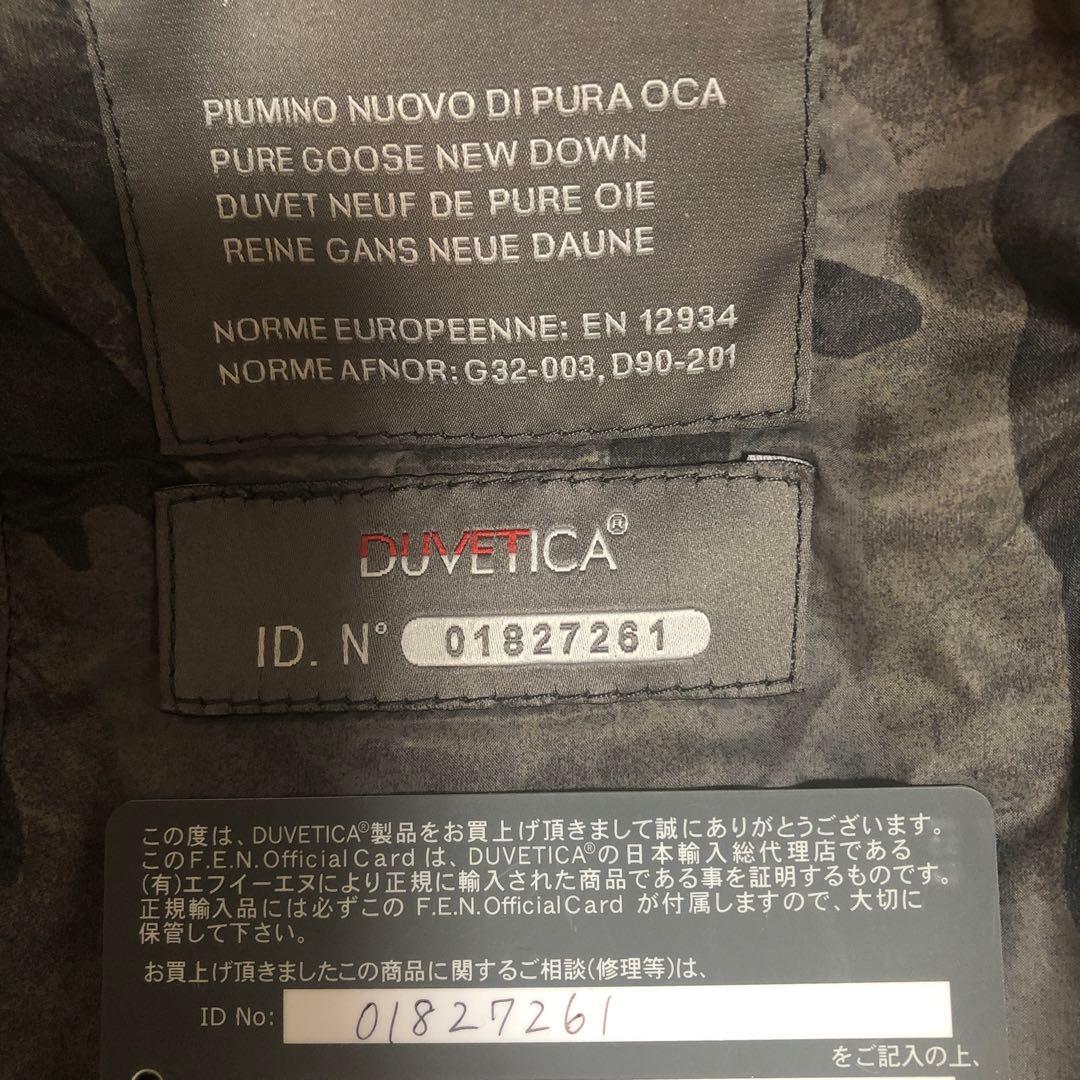 PIUMINO NUOVO DI PURA OCA
PURE GOOSE NEW DOWN
DUVET NEUF DE PURE OIE
REINE GANS NEUE DAUNE
NORME EUROPEENNE: EN 12934
NORME AFNOR: G32-003, D90-201
DUVETICA®
ID. N° 01827261
この度は、DUVETICA®製品をお買上げ頂きまして誠にありがとうございます。
このF.E.N.Official Card は、DUVETICA®の日本輸入総代理店である
(有)エフイーエヌにより正規に輸入された商品である事を証明するものです。
正規輸入品には必ずこの F.E.N.OfficialCard が付属しますので、大切に
保管して下さい。
お買上げ頂きましたこの商品に関するご相談(修理等)は、
ID No: 01827261
をご記入の上、